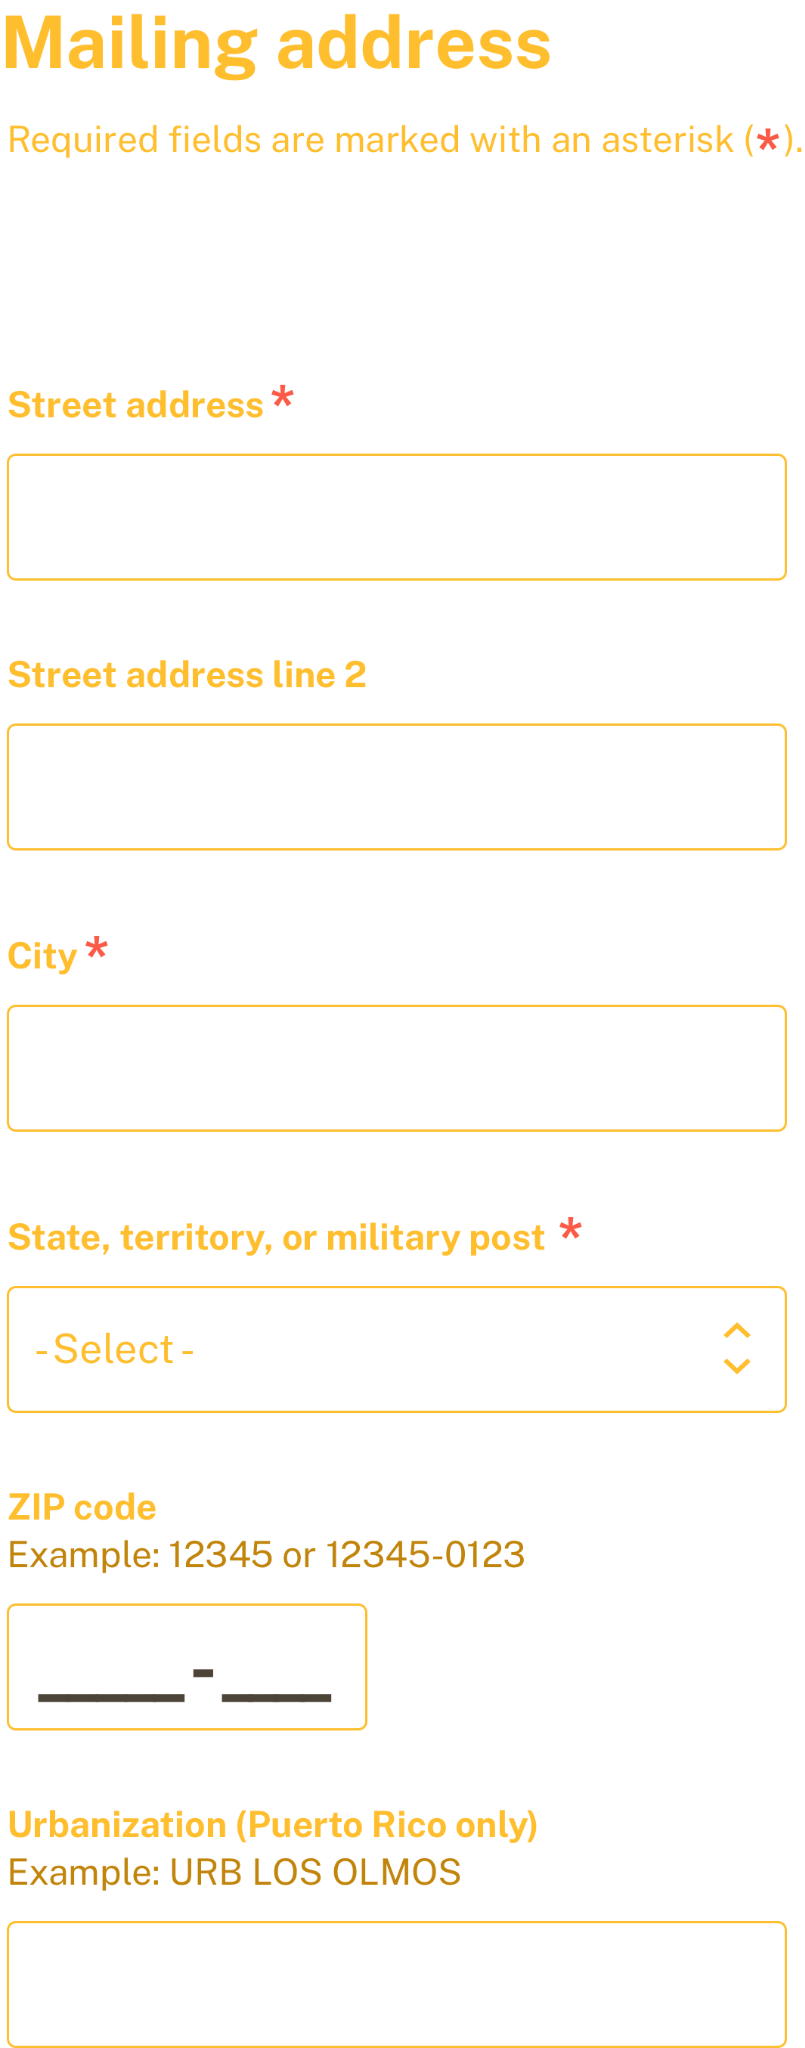 Mailing address
Required fields are marked with an asterisk (*).
Street address *
Street address line 2
City *
State, territory, or military post *
- Select -
ZIP code
Example: 12345 or 12345-0123
_____-____
Urbanization (Puerto Rico only)
Example: URB LOS OLMOS